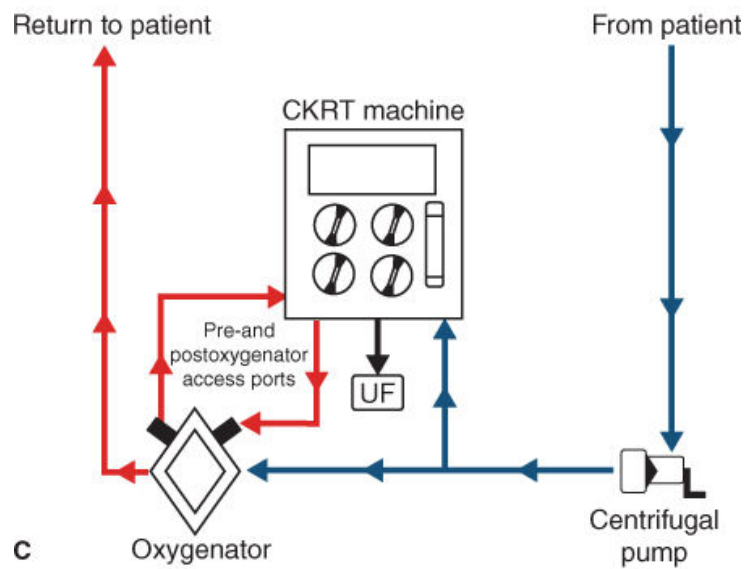 Return to patient
From patient
CKRT machine
Pre-and
postoxygenator
access ports
UF
C
Oxygenator
Centrifugal
pump